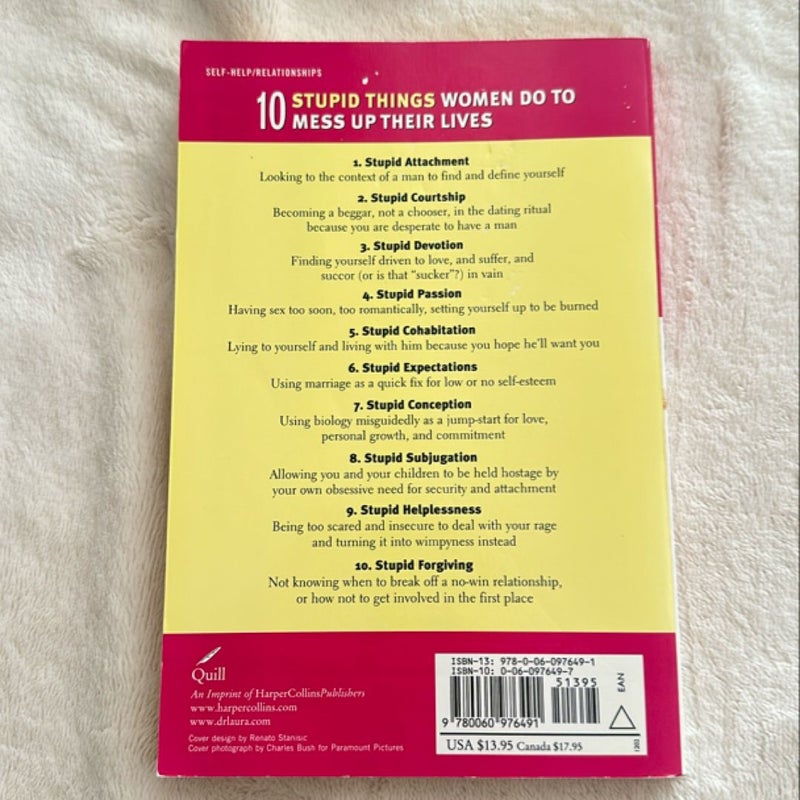 SELF-HELP/RELATIONSHIPS
10 STUPID THINGS WOMEN DO TO
MESS UP THEIR LIVES
1. Stupid Attachment
Looking to the context of a man to find and define yourself
2. Stupid Courtship
Becoming a beggar, not a chooser, in the dating ritual
because you are desperate to have a man
3. Stupid Devotion
Finding yourself driven to love, and suffer, and
succor (or is that "sucker"?) in vain
4. Stupid Passion
Having sex too soon, too romantically, setting yourself up to be burned
5. Stupid Cohabitation
Lying to yourself and living with him because you hope he'll want you
6. Stupid Expectations
Using marriage as a quick fix for low or no self-esteem
7. Stupid Conception
Using biology misguidedly as a jump-start for love,
personal growth, and commitment
8. Stupid Subjugation
Allowing you and your children to be held hostage by
your own obsessive need for security and attachment
9. Stupid Helplessness
Being too scared and insecure to deal with your rage
and turning it into wimpyness instead
10. Stupid Forgiving
Not knowing when to break off a no-win relationship,
or how not to get involved in the first place
Quill
An Imprint of HarperCollinsPublishers
www.harpercollins.com
www.drlaura.com
Cover design by Renato Stanisic
Cover photograph by Charles Bush for Paramount Pictures
ISBN-13: 978-0-06-097649-1
ISBN-10: 0-06-097649-7
51395
EAN
9 780060 976491
USA $13.95 Canada $17.95